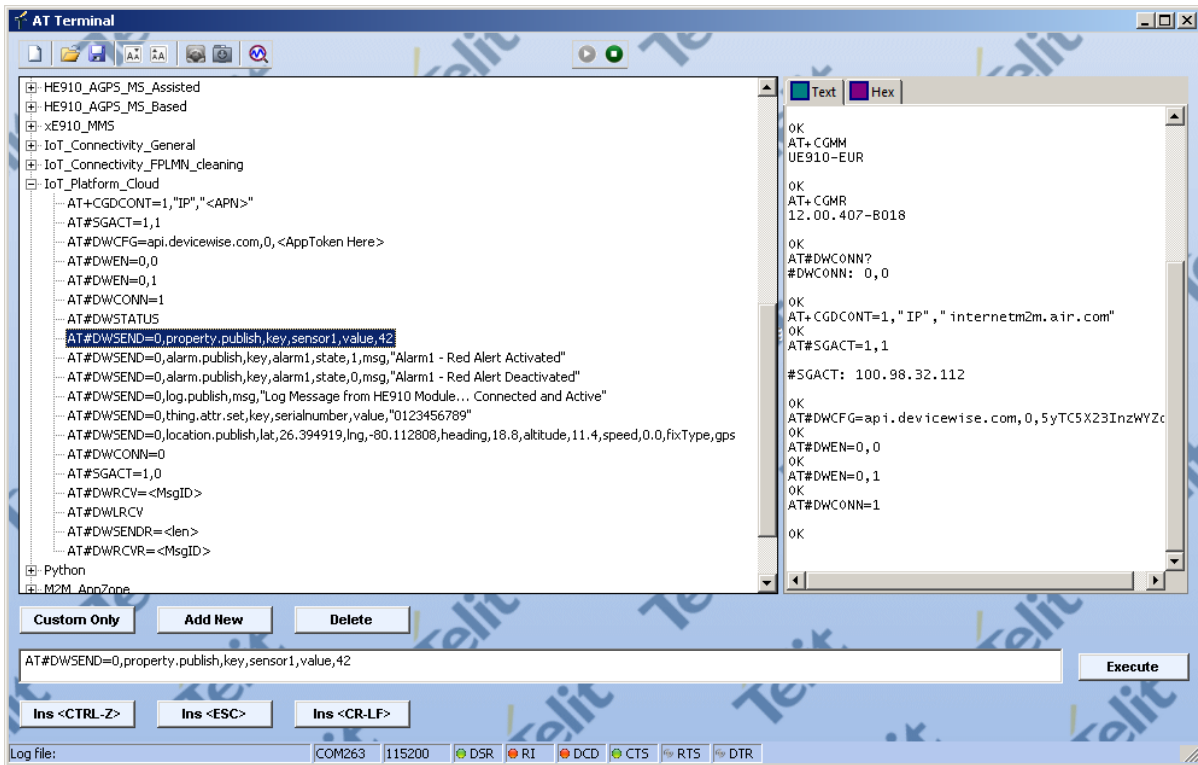 AT Terminal
HE910_AGPS_MS_Assisted
HE910_AGPS_MS_Based
xE910_MMS
IoT_Connectivity_General
IoT_Connectivity_FPLMN_cleaning
IoT_Platform_Cloud
AT+CGDCONT=1,"IP","<APN>"
AT#SGACT=1,1
AT#DWCFG=api.devicewise.com,0,<AppToken Here>
AT#DWEN=0,0
AT#DWEN=0,1
AT#DWCONN=1
AT#DWSTATUS
AT#DWSEND=0,property.publish,key,sensor1,value,42
AT#DWSEND=0,alarm.publish,key,alarm1,state,1,msg,"Alarm1 - Red Alert Activated"
AT#DWSEND=0,alarm.publish,key,alarm1,state,0,msg,"Alarm1 - Red Alert Deactivated"
AT#DWSEND=0,log.publish,msg,"Log Message from HE910 Module... Connected and Active"
AT#DWSEND=0,thing.attr.set,key,serialnumber,value,"0123456789"
AT#DWSEND=0,location.publish,lat,26.394919,lng,-80.112808,heading,18.8,altitude,11.4,speed,0.0,fixType,gps
AT#DWCONN=0
AT#SGACT=1,0
AT#DWRCV=<MsgID>
AT#DWLRCV
AT#DWSENDR=<len>
AT#DWRCVR=<MsgID>
Python
M2M_AppZone
Text
Hex
OK
AT+CGMM
UE910-EUR
OK
AT+CGMR
12.00.407-B018
OK
AT#DWCONN?
#DWCONN: 0,0
OK
AT+CGDCONT=1,"IP","internetm2m.air.com"
OK
AT#SGACT=1,1
#SGACT: 100.98.32.112
OK
AT#DWCFG=api.devicewise.com,0,5yTC5X23InzWYZ
OK
AT#DWEN=0,0
OK
AT#DWEN=0,1
OK
AT#DWCONN=1
OK
Custom Only
Add New
Delete
AT#DWSEND=0,property.publish,key,sensor1,value,42
Execute
Ins <CTRL-Z>
Ins <ESC>
Ins <CR-LF>
Log file:
COM263
115200
DSR
RI
DCD
CTS
RTS
DTR
Telit